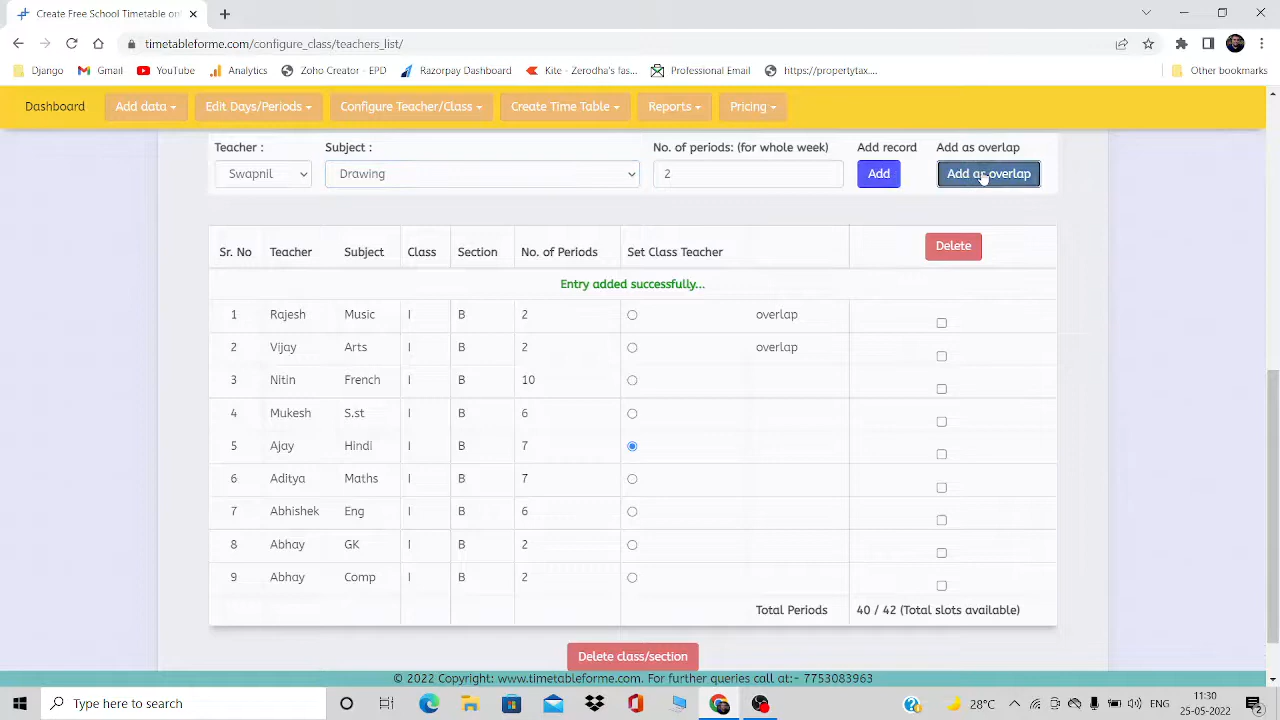 Create Free School Timetable on
timetableforme.com/configure_class/teachers_list/
Django Gmail YouTube Analytics Zoho Creator - EPD Razorpay Dashboard Kite - Zerodha's fas... Professional Email https://propertytax.... Other bookmarks
Dashboard Add data Edit Days/Periods Configure Teacher/Class Create Time Table Reports Pricing
Teacher : Subject : No. of periods: (for whole week) Add record Add as overlap
Swapnil Drawing 2 Add Add as overlap
Sr. No Teacher Subject Class Section No. of Periods Set Class Teacher Delete
Entry added successfully...
1 Rajesh Music I B 2 overlap
2 Vijay Arts I B 2 overlap
3 Nitin French I B 10
4 Mukesh S.st I B 6
5 Ajay Hindi I B 7
6 Aditya Maths I B 7
7 Abhishek Eng I B 6
8 Abhay GK I B 2
9 Abhay Comp I B 2
Total Periods 40 / 42 (Total slots available)
Delete class/section
© 2022 Copyright: www.timetableforme.com. For further queries call at:- 7753083963
Type here to search 28°C 11:30
25-05-2022 2